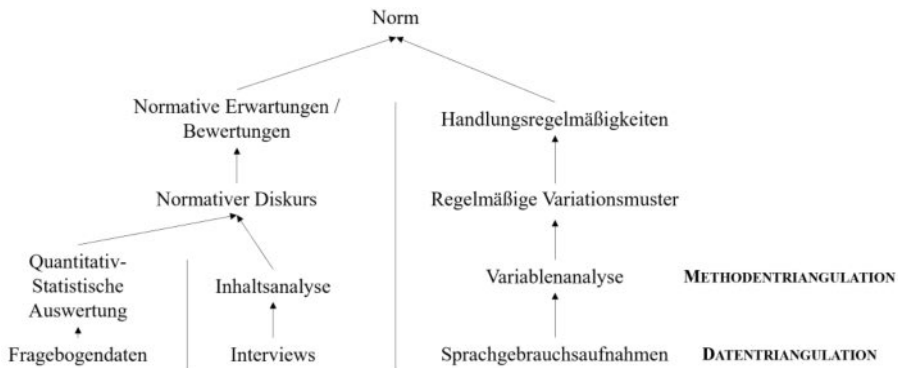 Norm
Normative Erwartungen /
Bewertungen
Handlungsregelmäßigkeiten
Normativer Diskurs
Regelmäßige Variationsmuster
Quantitativ-
Statistische
Auswertung
Inhaltsanalyse
Variablenanalyse
METHODENTRIANGULATION
Fragebogendaten
Interviews
Sprachgebrauchsaufnahmen
DATENTRIANGULATION